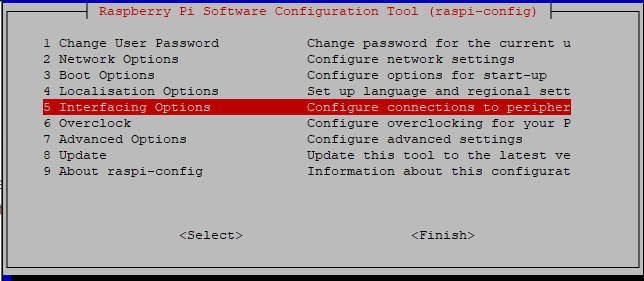 Raspberry Pi Software Configuration Tool (raspi-config)
1 Change User Password Change password for the current u
2 Network Options Configure network settings
3 Boot Options Configure options for start-up
4 Localisation Options Set up language and regional sett
5 Interfacing Options Configure connections to peripher
6 Overclock Configure overclocking for your P
7 Advanced Options Configure advanced settings
8 Update Update this tool to the latest ve
9 About raspi-config Information about this configurat
<Select> <Finish>